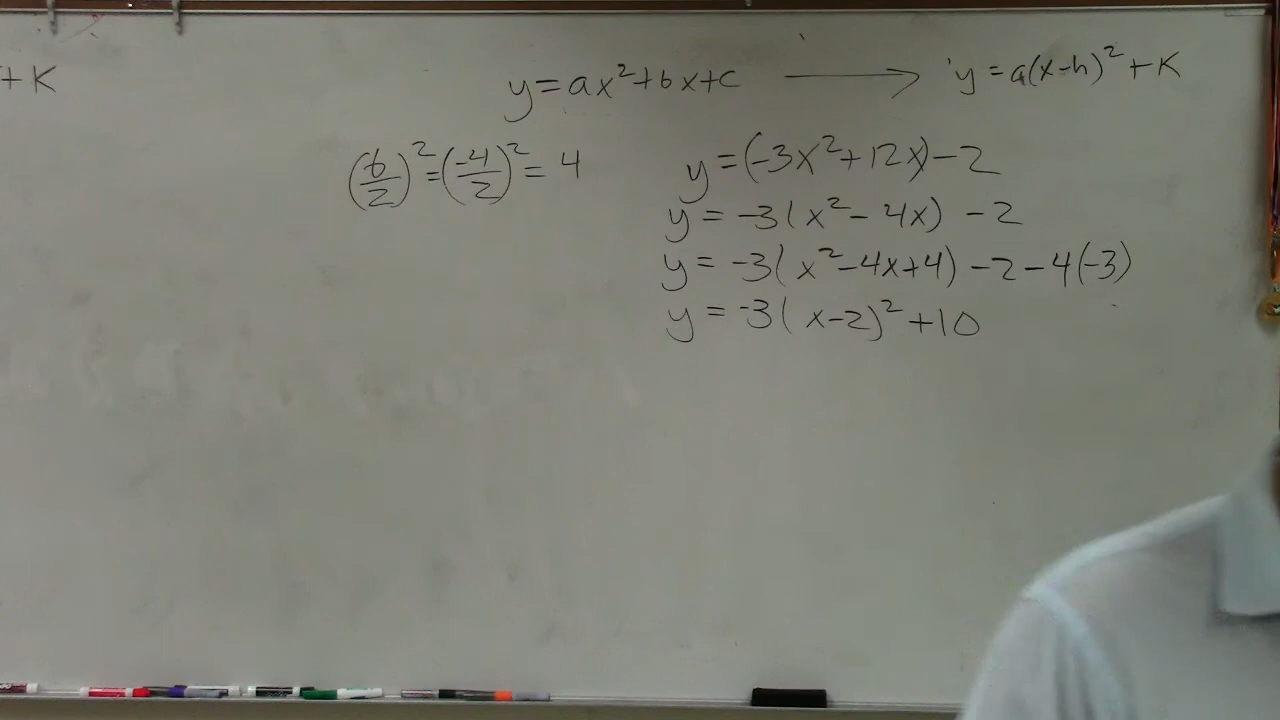 + K
y = ax² + bx + c ⟶ y = a(x-h)² + K
(b/2)² = (-4/2)² = 4
y = (-3x² + 12x) - 2
y = -3(x² - 4x) - 2
y = -3(x² - 4x + 4) - 2 - 4(-3)
y = -3(x-2)² + 10